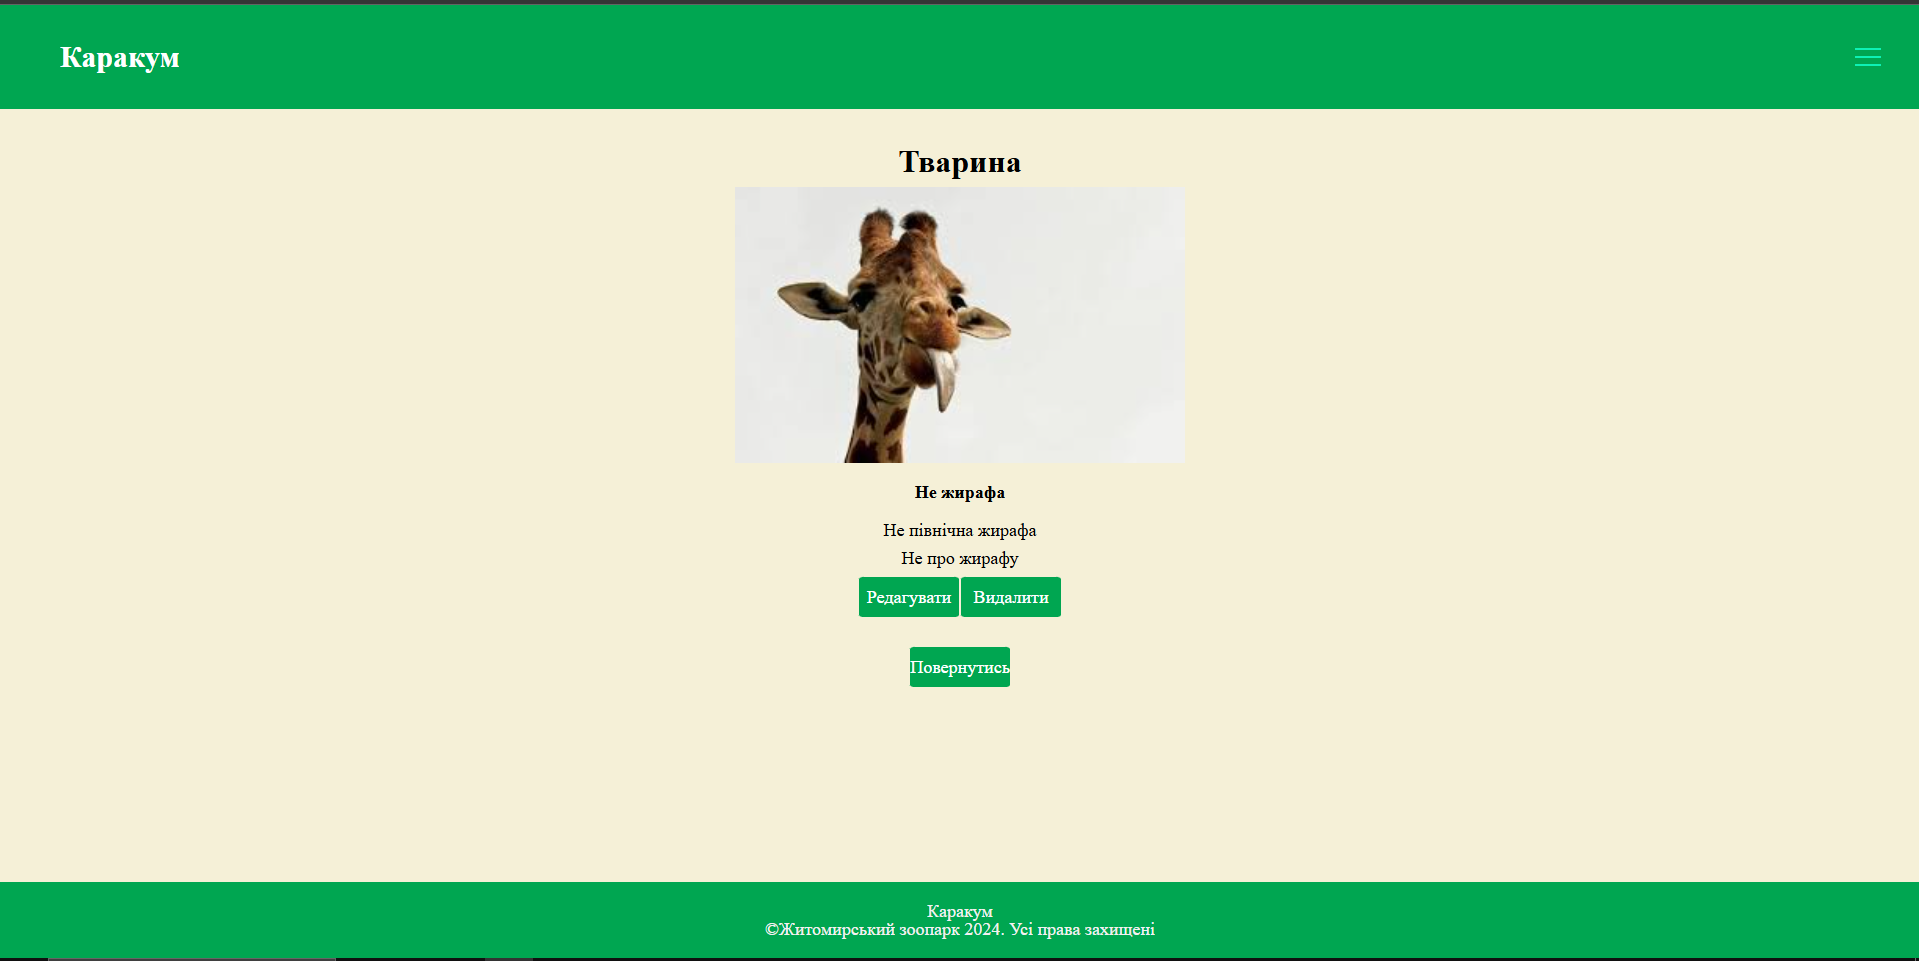 Каракум
Тварина
Не жирафа
Не північна жирафа
Не про жирафу
Редагувати Видалити
Повернутись
Каракум
©Житомирський зоопарк 2024. Усі права захищені